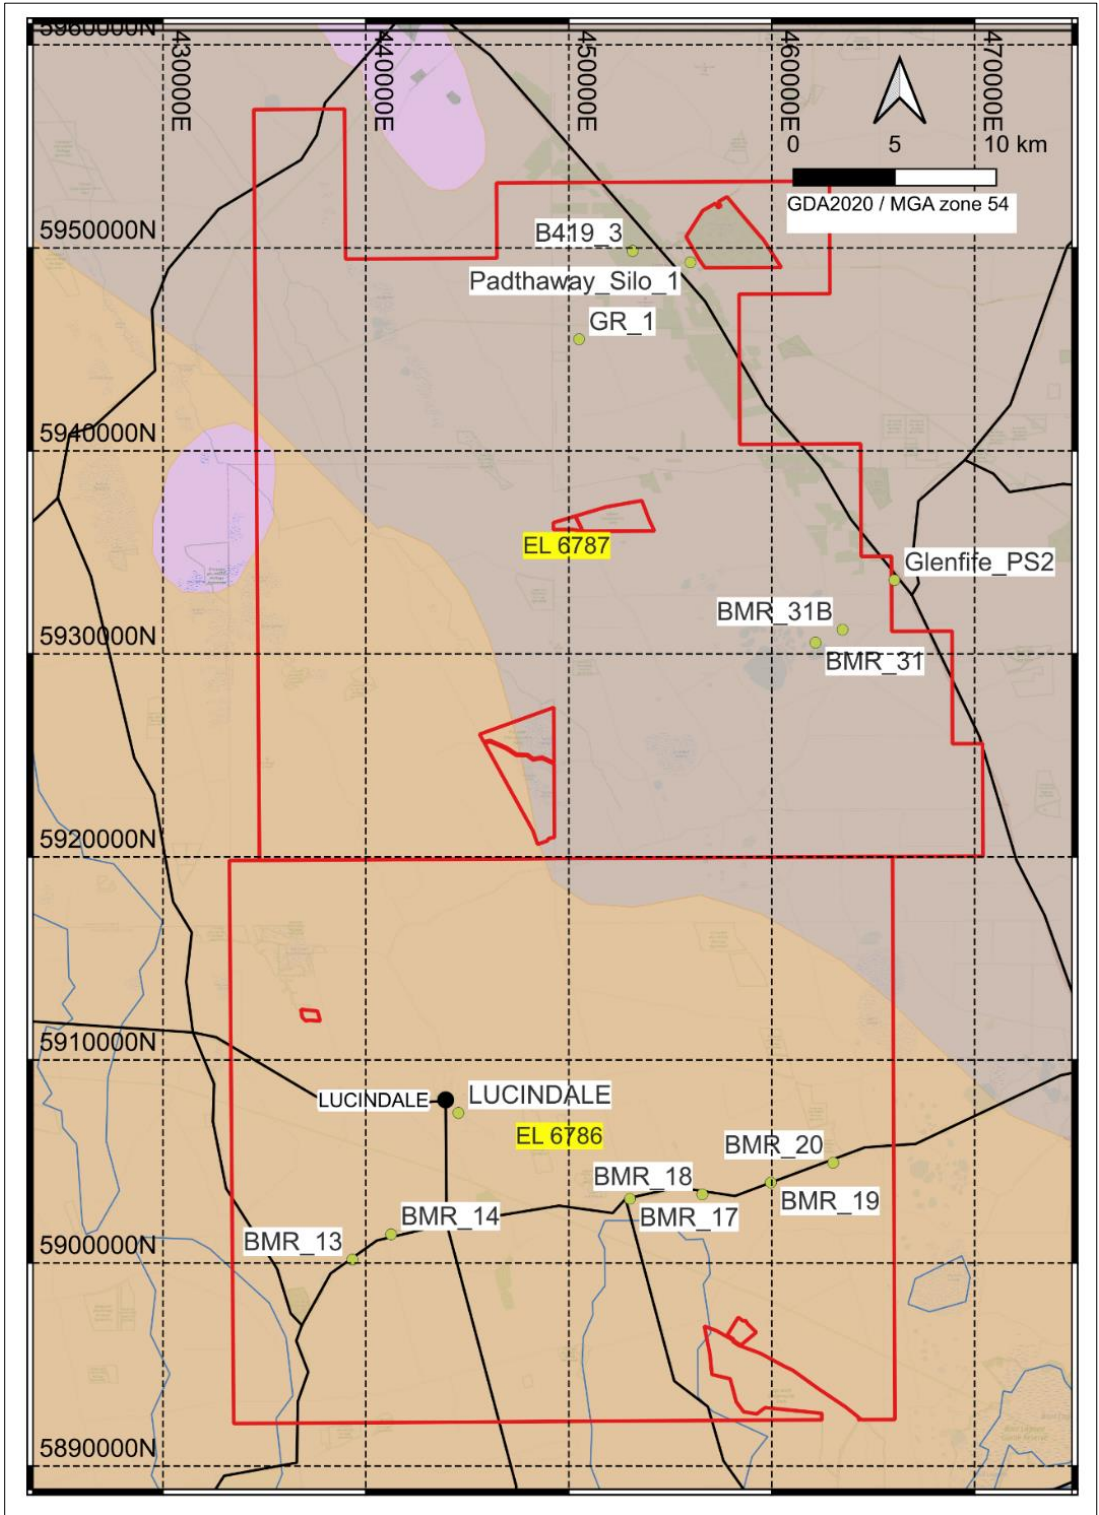 5960000N
430000E
440000E
450000E
460000E
470000E
0 5 10 km
GDA2020 / MGA zone 54
5950000N
B419_3
Padthaway_Silo_1
GR_1
5940000N
EL 6787
Glenfife_PS2
BMR_31B
5930000N
BMR_31
5920000N
5910000N
LUCINDALE
LUCINDALE
EL 6786
BMR_20
BMR_18
BMR_19
BMR_17
BMR_14
BMR_13
5900000N
5890000N